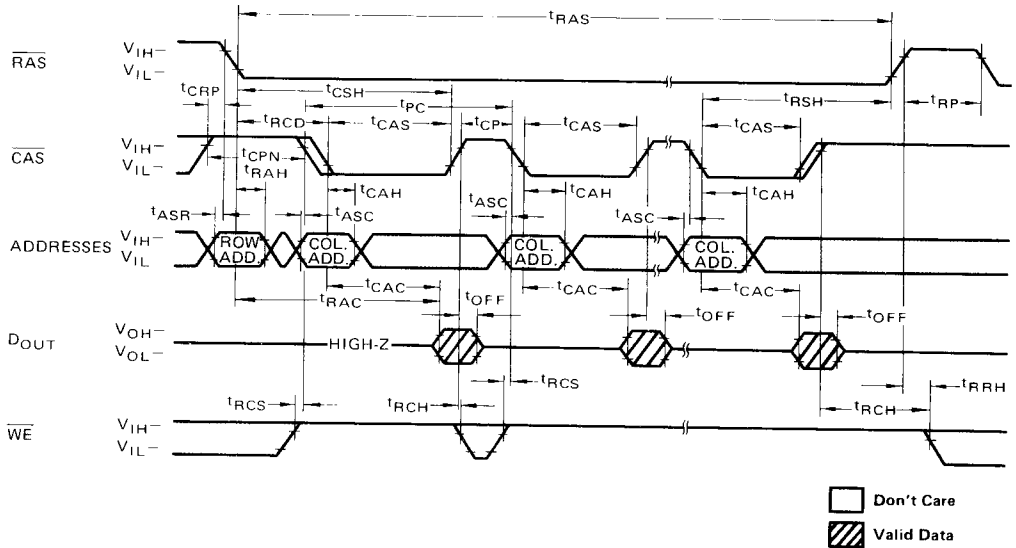 tRAS
RAS
VIH–
VIL–
tCRP
tCSH
tPC
tRSH
tRP
tRCD
tCAS
tCP
tCAS
tCAS
CAS
VIH–
VIL–
tCPN
tRAH
tCAH
tCAH
tCAH
tASR
tASC
tASC
tASC
ADDRESSES
VIH–
VIL
ROW ADD.
COL. ADD.
COL. ADD.
COL. ADD.
tCAC
tCAC
tCAC
tRAC
tOFF
tOFF
tOFF
DOUT
VOH–
VOL–
HIGH-Z
tRCS
tRRH
tRCS
tRCH
tRCH
WE
VIH–
VIL–
Don't Care
Valid Data